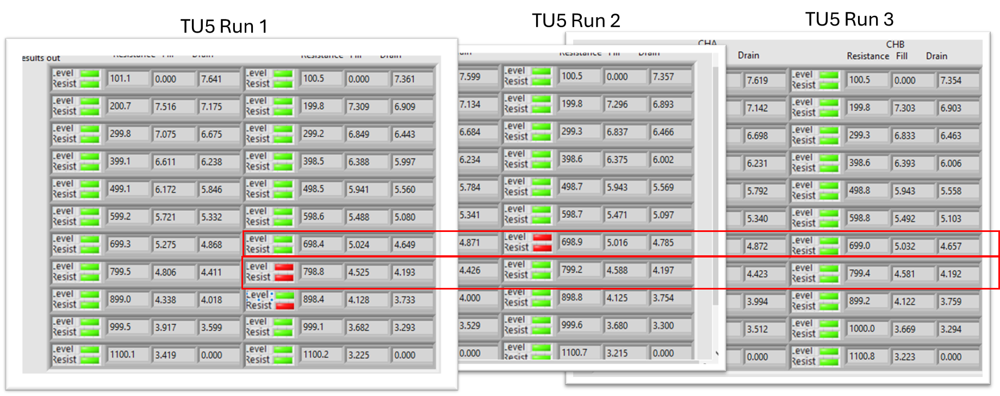 TU5 Run 1
TU5 Run 2
TU5 Run 3
esults out
Resistance Fill Drain Resistance Fill Drain
Level 101.1 0.000 7.641 Level 100.5 0.000 7.361
Resist Resist
Level 200.7 7.516 7.175 Level 199.8 7.309 6.909
Resist Resist
Level 299.8 7.075 6.675 Level 299.2 6.849 6.443
Resist Resist
Level 399.1 6.611 6.238 Level 398.5 6.388 5.997
Resist Resist
Level 499.1 6.172 5.846 Level 498.5 5.941 5.560
Resist Resist
Level 599.2 5.721 5.332 Level 598.6 5.488 5.080
Resist Resist
Level 699.3 5.275 4.868 Level 698.4 5.024 4.649
Resist Resist
Level 799.5 4.806 4.411 Level 798.8 4.525 4.193
Resist Resist
Level 899.0 4.338 4.018 Level 898.4 4.128 3.733
Resist Resist
Level 999.5 3.917 3.599 Level 999.1 3.682 3.293
Resist Resist
Level 1100.1 3.419 0.000 Level 1100.2 3.225 0.000
Resist Resist
ain Resistance Fill Drain
7.599 Level 100.5 0.000 7.357
Resist
7.134 Level 199.8 7.296 6.893
Resist
6.684 Level 299.3 6.837 6.466
Resist
6.234 Level 398.6 6.375 6.002
Resist
5.784 Level 498.7 5.943 5.569
Resist
5.341 Level 598.7 5.471 5.097
Resist
4.871 Level 698.9 5.016 4.785
Resist
4.426 Level 799.2 4.588 4.197
Resist
4.000 Level 898.8 4.125 3.754
Resist
3.529 Level 999.6 3.680 3.300
Resist
0.000 Level 1100.7 3.215 0.000
Resist
CHA CHB
Drain Resistance Fill Drain
7.619 Level 100.5 0.000 7.354
Resist
7.142 Level 199.8 7.303 6.903
Resist
6.698 Level 299.3 6.833 6.463
Resist
6.231 Level 398.6 6.393 6.006
Resist
5.792 Level 498.8 5.943 5.558
Resist
5.340 Level 598.8 5.492 5.103
Resist
4.872 Level 699.0 5.032 4.657
Resist
4.423 Level 799.4 4.581 4.192
Resist
3.994 Level 899.2 4.122 3.759
Resist
3.512 Level 1000.0 3.669 3.294
Resist
0.000 Level 1100.8 3.223 0.000
Resist